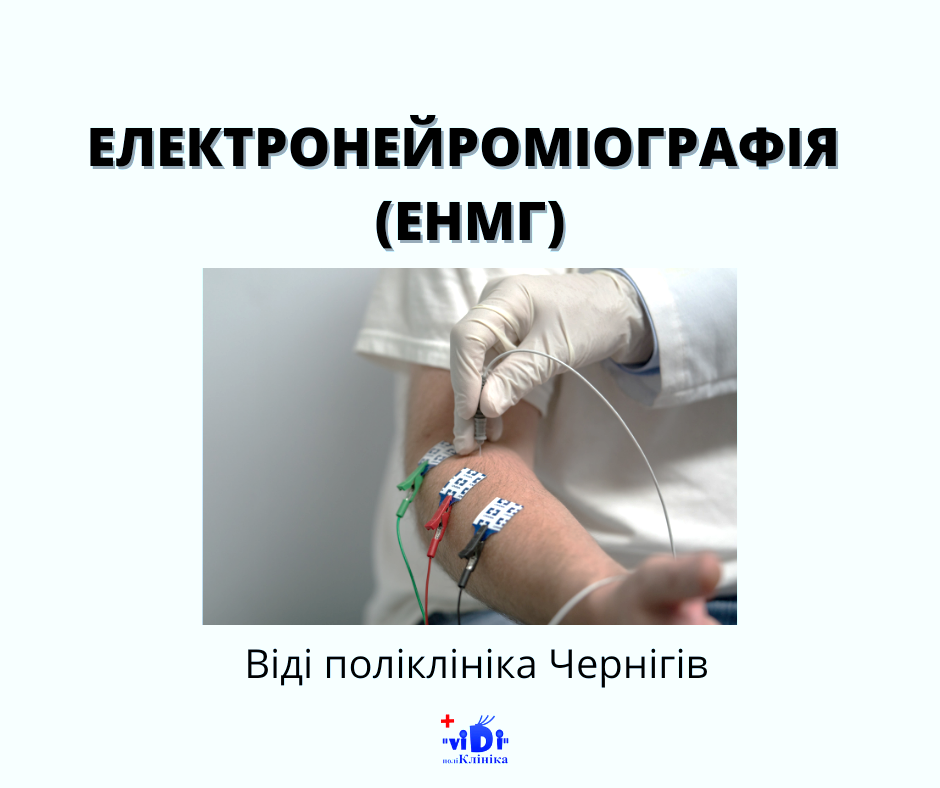 ЕЛЕКТРОНЕЙРОМІОГРАФІЯ
(ЕНМГ)
Віді поліклініка Чернігів
"viDi"
поліКлініка